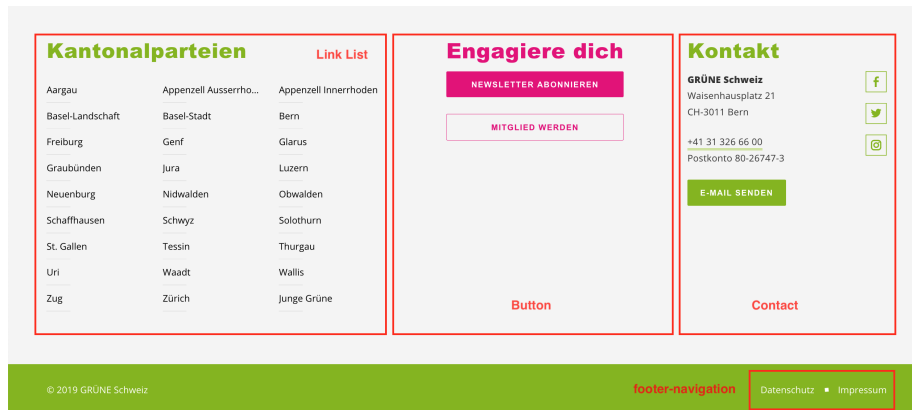 Kantonalparteien
Link List
Aargau
Appenzell Ausserrho...
Appenzell Innerrhoden
Basel-Landschaft
Basel-Stadt
Bern
Freiburg
Genf
Glarus
Graubünden
Jura
Luzern
Neuenburg
Nidwalden
Obwalden
Schaffhausen
Schwyz
Solothurn
St. Gallen
Tessin
Thurgau
Uri
Waadt
Wallis
Zug
Zürich
Junge Grüne
Engagiere dich
NEWSLETTER ABONNIEREN
MITGLIED WERDEN
Button
Kontakt
GRÜNE Schweiz
Waisenhausplatz 21
CH-3011 Bern
+41 31 326 66 00
Postkonto 80-26747-3
E-MAIL SENDEN
Contact
© 2019 GRÜNE Schweiz
footer-navigation
Datenschutz ▪ Impressum